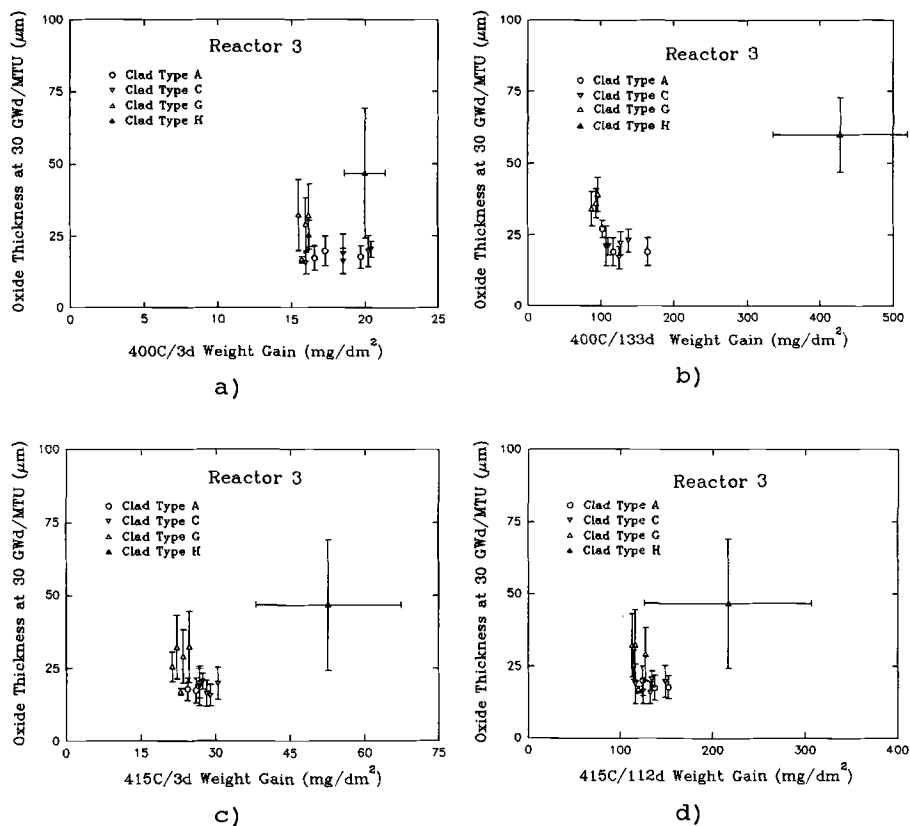 Oxide Thickness at 30 GWd/MTU (μm)
100
75
50
25
0
Reactor 3
Clad Type A
Clad Type C
Clad Type G
Clad Type H
0 5 10 15 20 25
400C/3d Weight Gain (mg/dm²)
a)
Oxide Thickness at 30 GWd/MTU (μm)
100
75
50
25
0
Reactor 3
Clad Type A
Clad Type C
Clad Type G
Clad Type H
0 100 200 300 400 500
400C/133d Weight Gain (mg/dm²)
b)
Oxide Thickness at 30 GWd/MTU (μm)
100
75
50
25
0
Reactor 3
Clad Type A
Clad Type C
Clad Type G
Clad Type H
0 15 30 45 60 75
415C/3d Weight Gain (mg/dm²)
c)
Oxide Thickness at 30 GWd/MTU (μm)
100
75
50
25
0
Reactor 3
Clad Type A
Clad Type C
Clad Type G
Clad Type H
0 100 200 300 400
415C/112d Weight Gain (mg/dm²)
d)